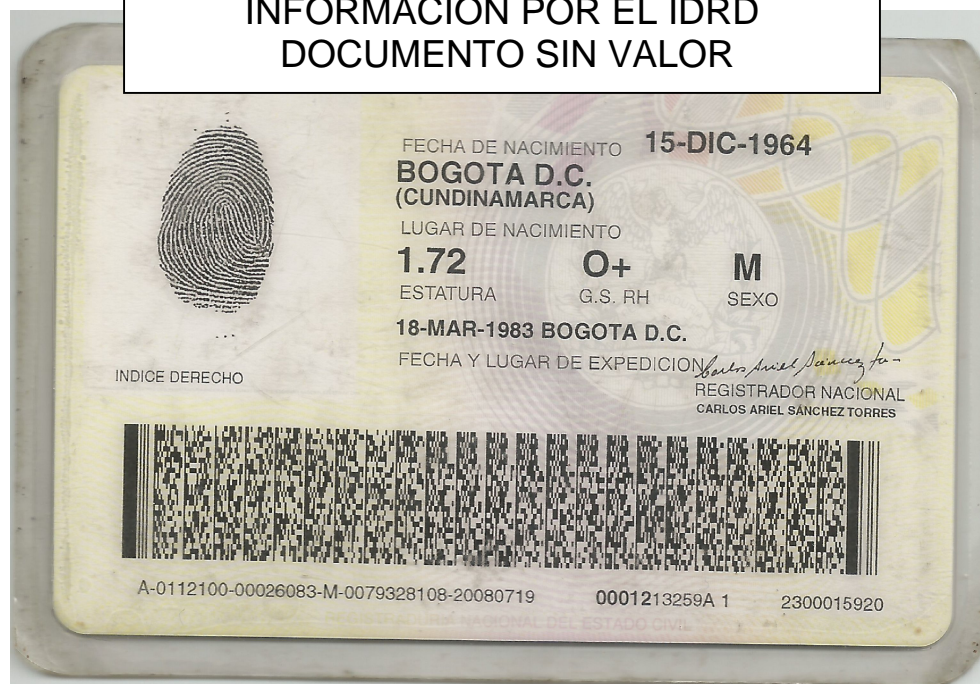 INFORMACION POR EL IDRD
DOCUMENTO SIN VALOR
FECHA DE NACIMIENTO 15-DIC-1964
BOGOTA D.C.
(CUNDINAMARCA)
LUGAR DE NACIMIENTO
1.72 O+ M
ESTATURA G.S. RH SEXO
18-MAR-1983 BOGOTA D.C.
FECHA Y LUGAR DE EXPEDICION
INDICE DERECHO
REGISTRADOR NACIONAL
CARLOS ARIEL SANCHEZ TORRES
A-0112100-00026083-M-0079328108-20080719 0001213259A 1 2300015920